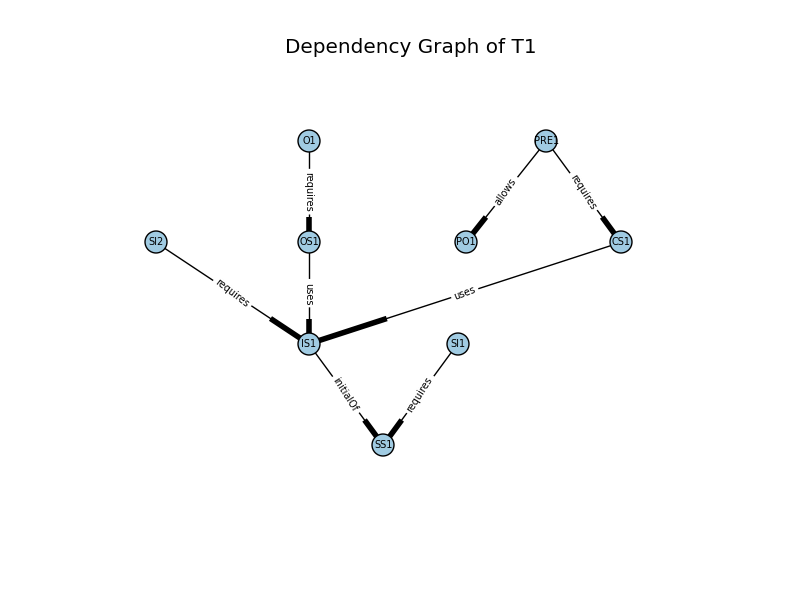 Dependency Graph of T1
O1
PRE1
requires
allows
requires
SI2
OS1
PO1
CS1
requires
uses
uses
IS1
SI1
initialOf
requires
SS1